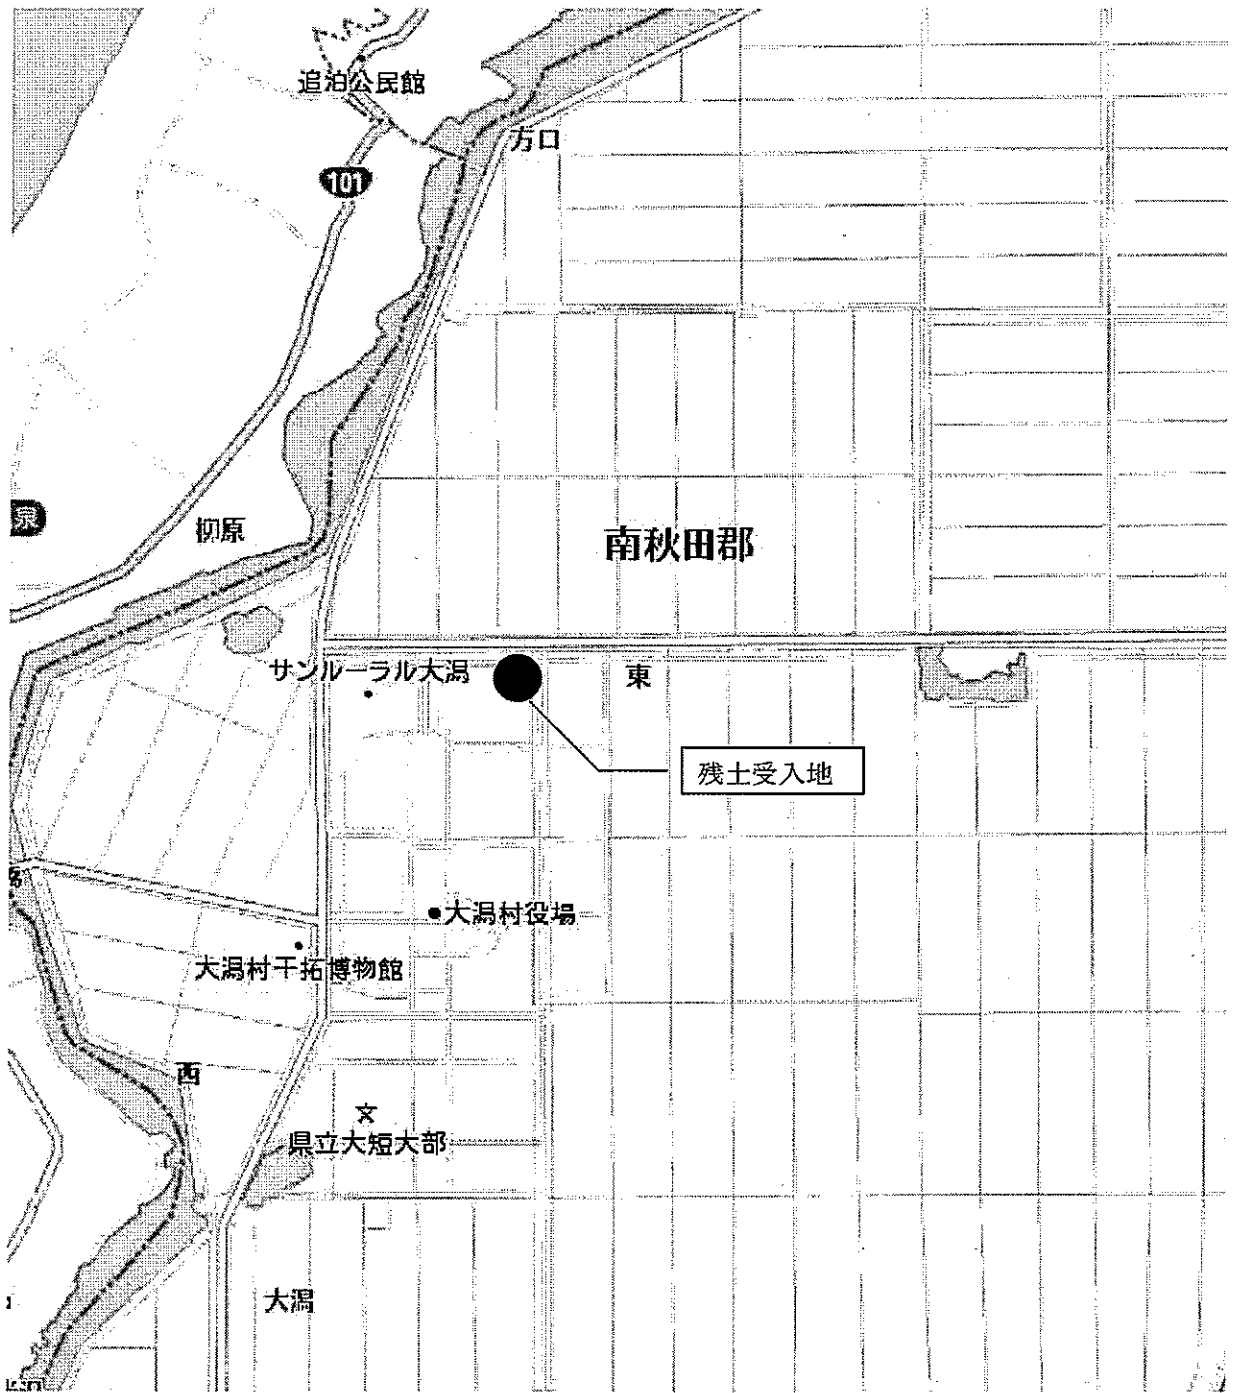 追泊公民館
方口
101
柳原
泉
南秋田郡
サンルーラル大潟
東
残土受入地
大潟村役場
大潟村干拓博物館
西
県立大短大部
大潟